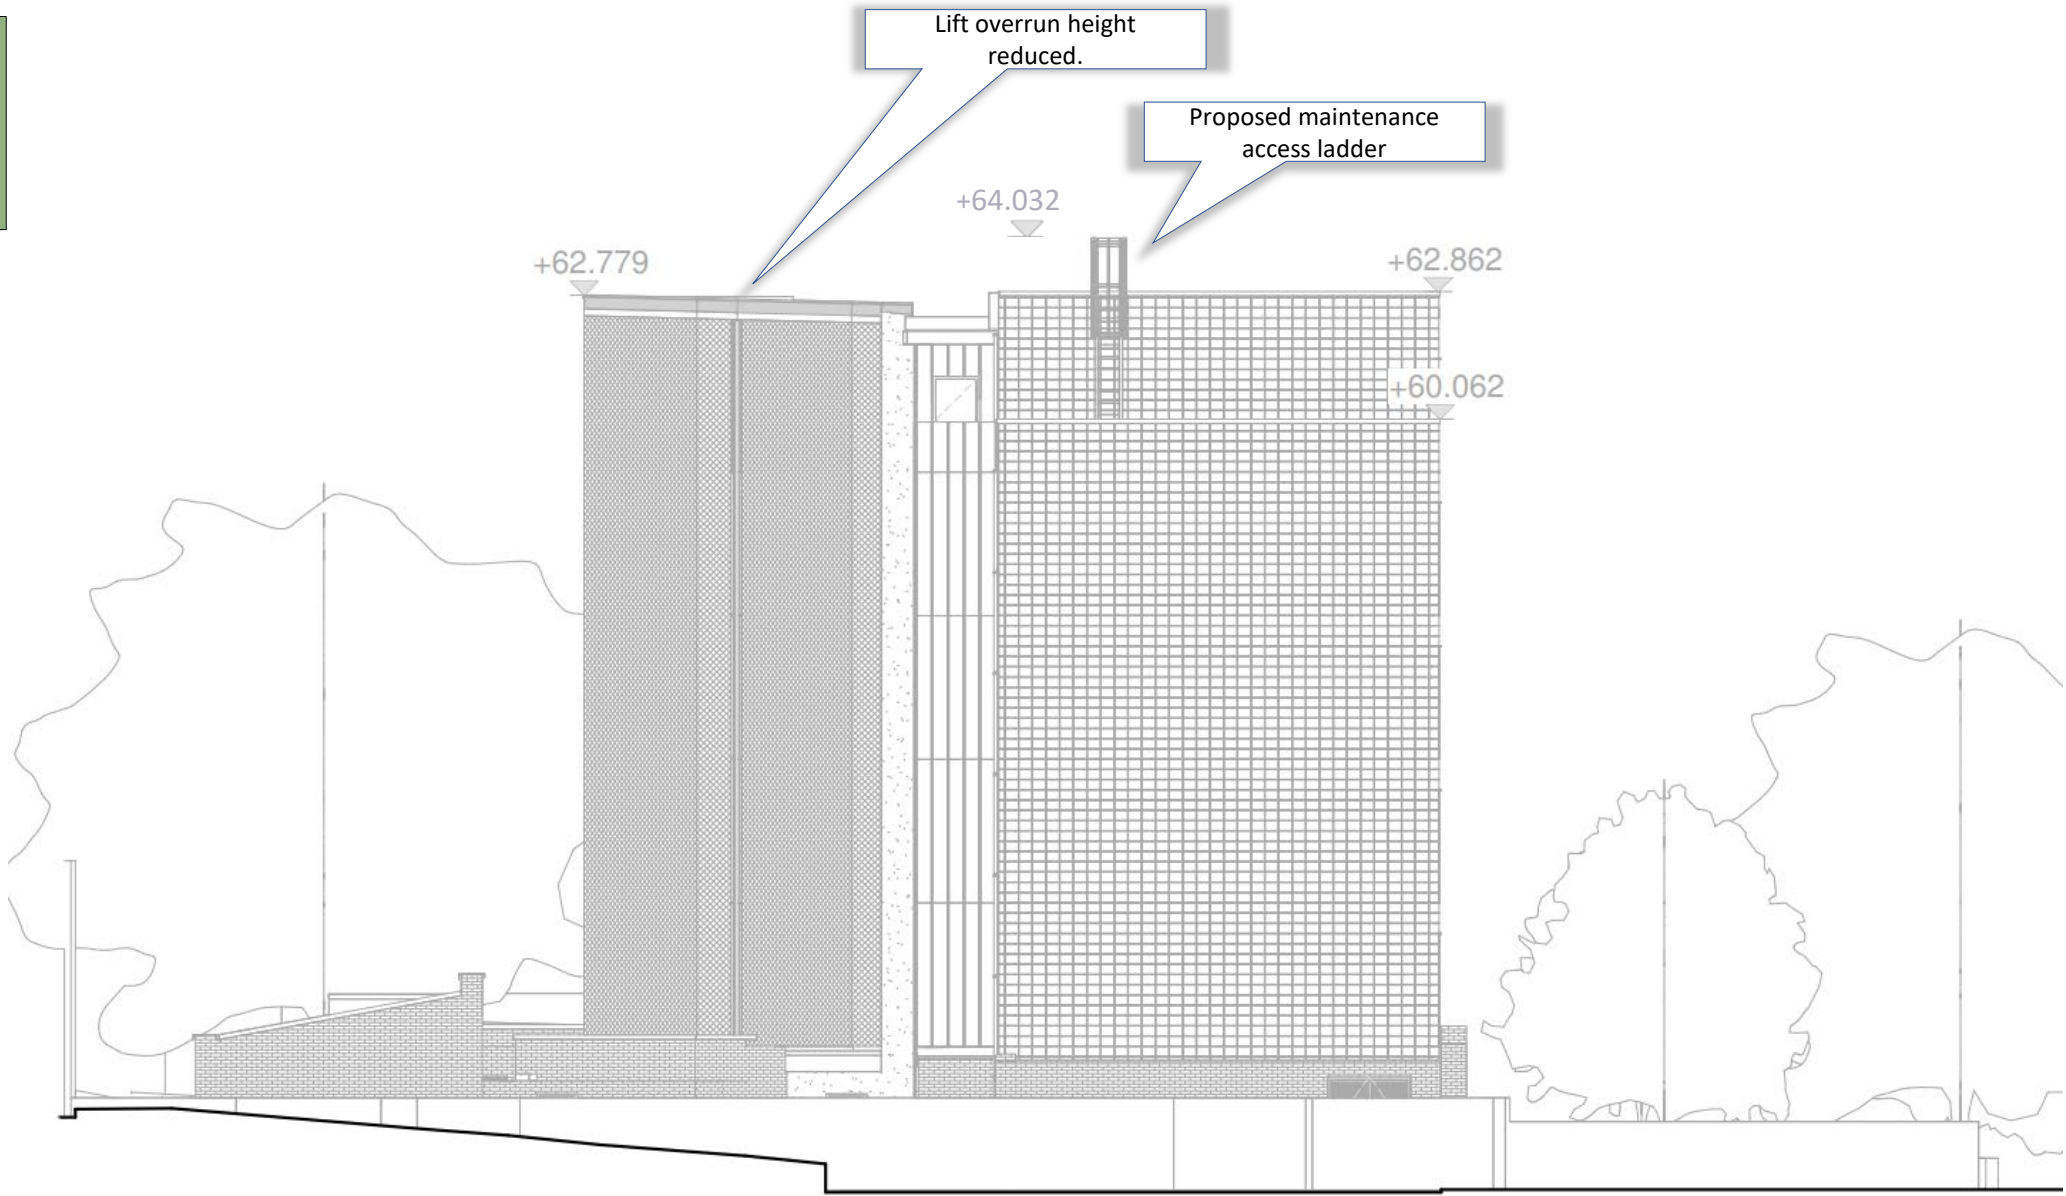 Lift overrun height
reduced.
Proposed maintenance
access ladder
+64.032
+62.779
+62.862
+60.062